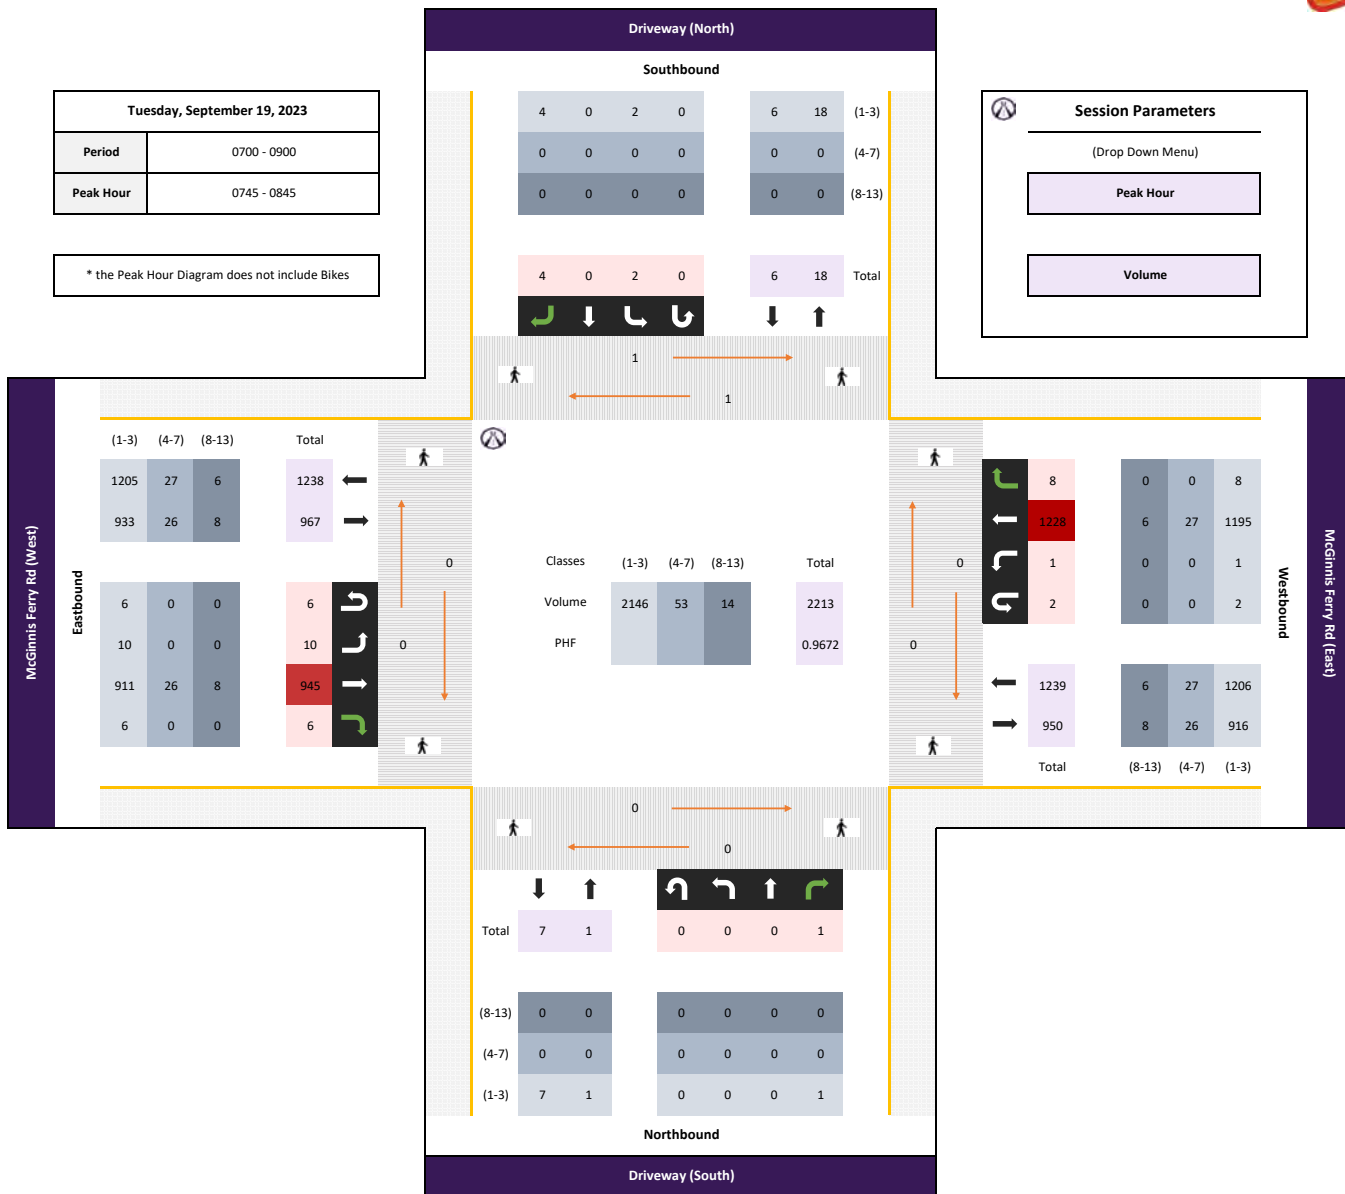 Driveway (North)
Southbound
Tuesday, September 19, 2023
Period 0700 - 0900
Peak Hour 0745 - 0845
* the Peak Hour Diagram does not include Bikes
Session Parameters
(Drop Down Menu)
Peak Hour
Volume
4 0 2 0 6 18 (1-3)
0 0 0 0 0 0 (4-7)
0 0 0 0 0 0 (8-13)
4 0 2 0 6 18 Total
1
1
McGinnis Ferry Rd (West)
Eastbound
(1-3) (4-7) (8-13) Total
1205 27 6 1238
933 26 8 967
6 0 0 6
10 0 0 10
911 26 8 945
6 0 0 6
0
0
Classes (1-3) (4-7) (8-13) Total
Volume 2146 53 14 2213
PHF 0.9672
0
0
8 0 0 8
1228 6 27 1195
1 0 0 1
2 0 0 2
1239 6 27 1206
950 8 26 916
Total (8-13) (4-7) (1-3)
Westbound
McGinnis Ferry Rd (East)
0
0
Total 7 1 0 0 0 1
(8-13) 0 0 0 0 0 0
(4-7) 0 0 0 0 0 0
(1-3) 7 1 0 0 0 1
Northbound
Driveway (South)